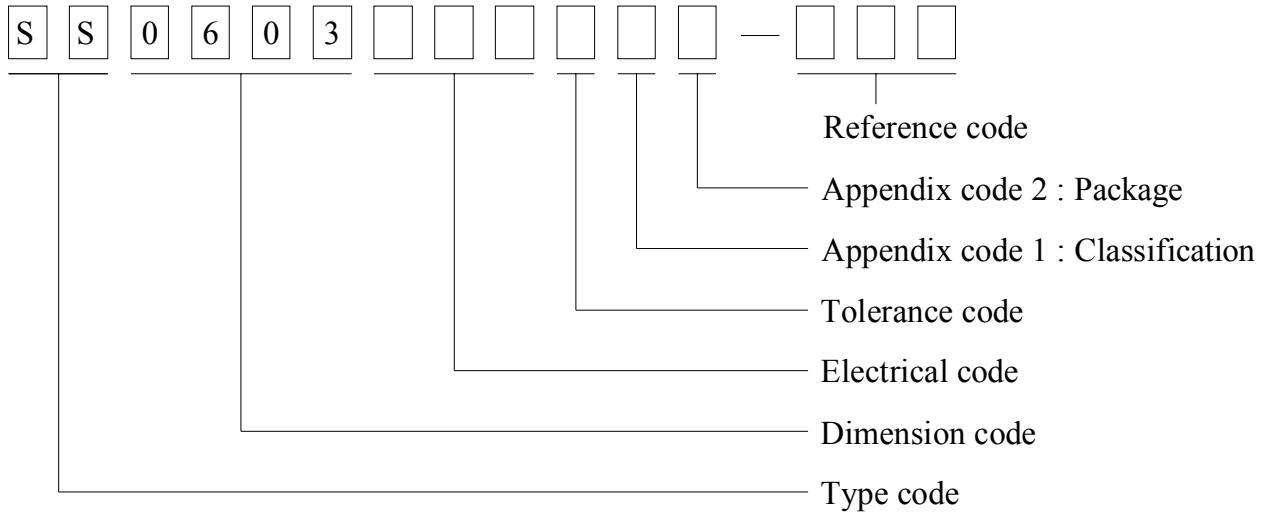 S S 0 6 0 3 —
Reference code
Appendix code 2 : Package
Appendix code 1 : Classification
Tolerance code
Electrical code
Dimension code
Type code